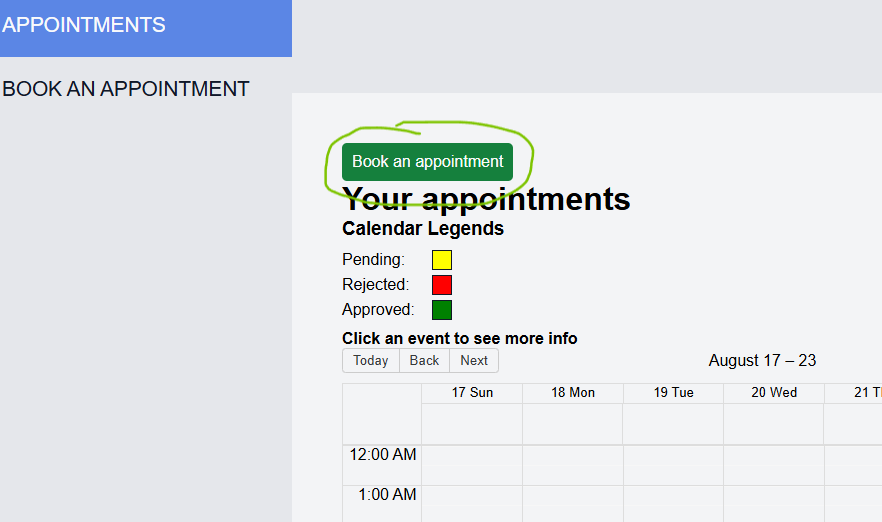 APPOINTMENTS
BOOK AN APPOINTMENT
Book an appointment
Your appointments
Calendar Legends
Pending:
Rejected:
Approved:
Click an event to see more info
Today Back Next August 17 – 23
17 Sun 18 Mon 19 Tue 20 Wed 21
12:00 AM
1:00 AM